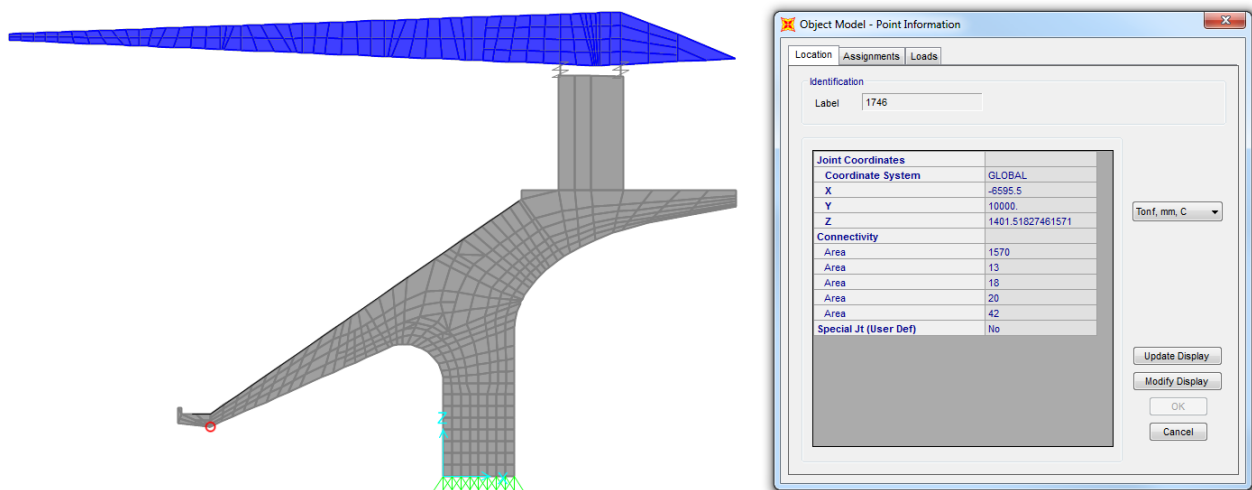 Z
X
Object Model - Point Information
Location Assignments Loads
Identification
Label 1746
Joint Coordinates
Coordinate System GLOBAL
X -6595.5
Y 10000.
Z 1401.51827461571
Connectivity
Area 1570
Area 13
Area 18
Area 20
Area 42
Special Jt (User Def) No
Tonf, mm, C
Update Display
Modify Display
OK
Cancel